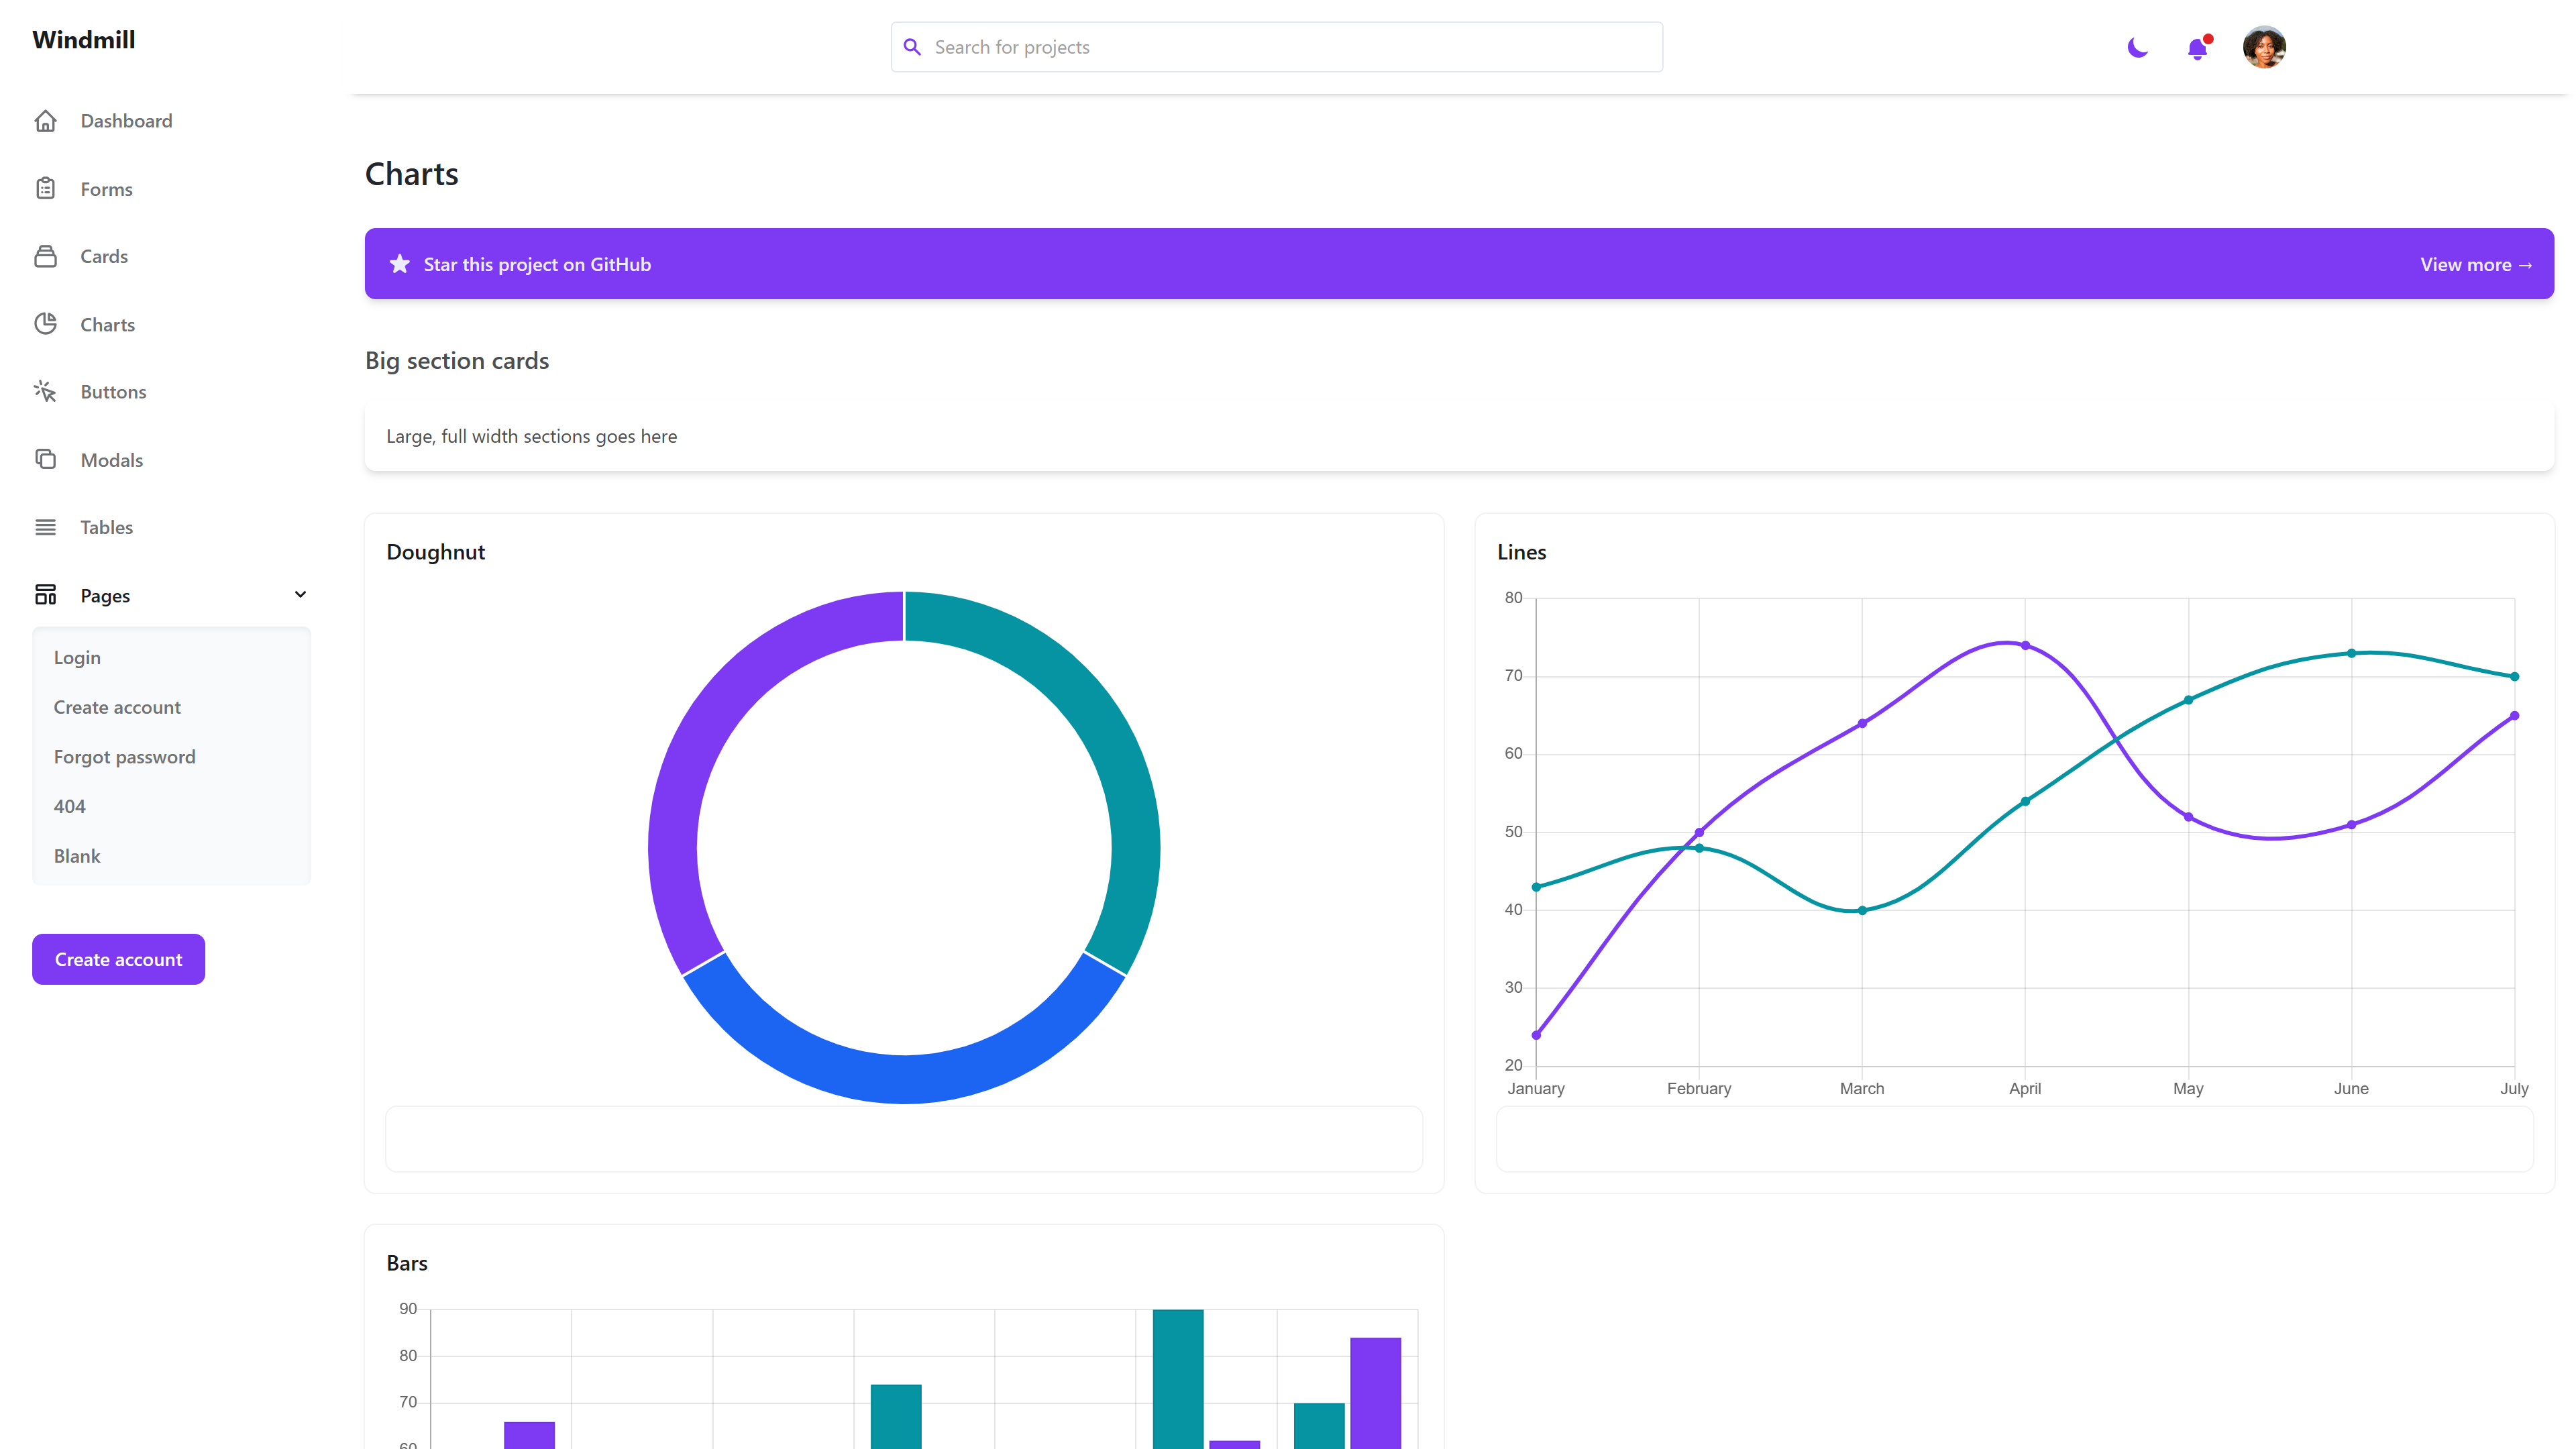 Windmill
Search for projects
Dashboard
Forms
Cards
Charts
Buttons
Modals
Tables
Pages
Login
Create account
Forgot password
404
Blank
Create account
Charts
Star this project on GitHub
View more →
Big section cards
Large, full width sections goes here
Doughnut
Lines
80
70
60
50
40
30
20
January February March April May June July
Bars
90
80
70
60